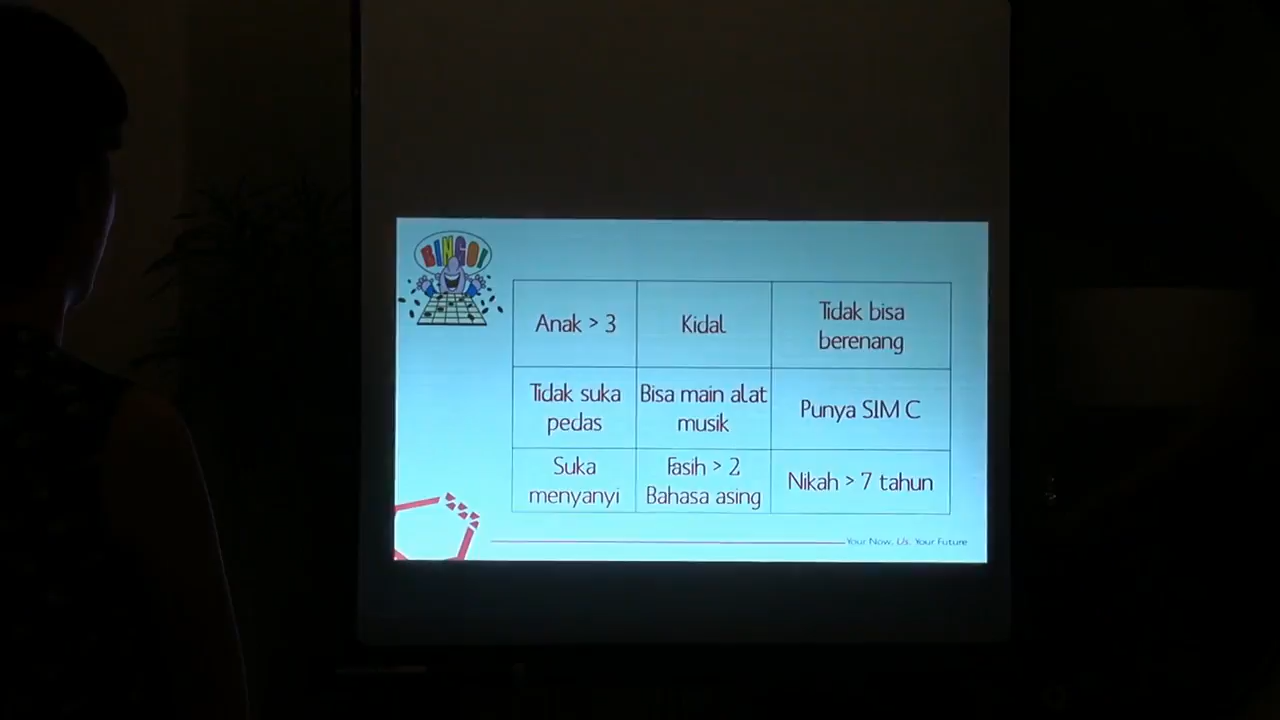 BINGO!
Anak > 3
Kidal
Tidak bisa
berenang
Tidak suka
pedas
Bisa main alat
musik
Punya SIM C
Suka
menyanyi
Fasih > 2
Bahasa asing
Nikah > 7 tahun
Your Now, Us. Your Future